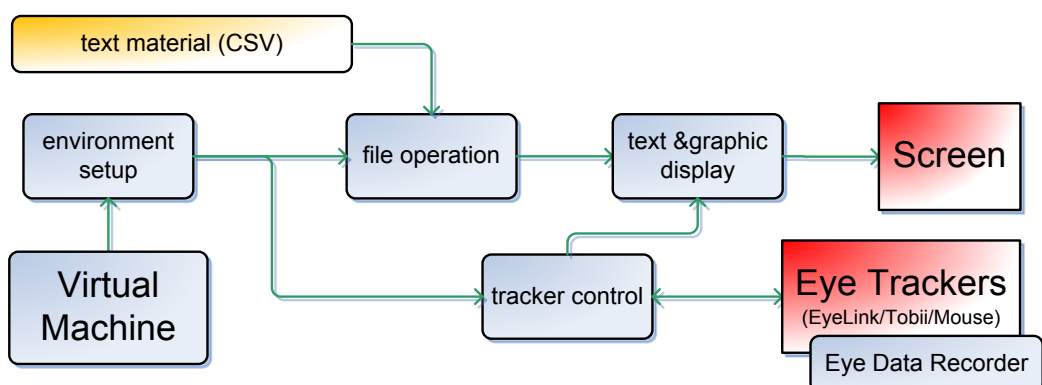 text material (CSV)
environment
setup
file operation
text &graphic
display
Screen
Virtual
Machine
tracker control
Eye Trackers
(EyeLink/Tobii/Mouse)
Eye Data Recorder